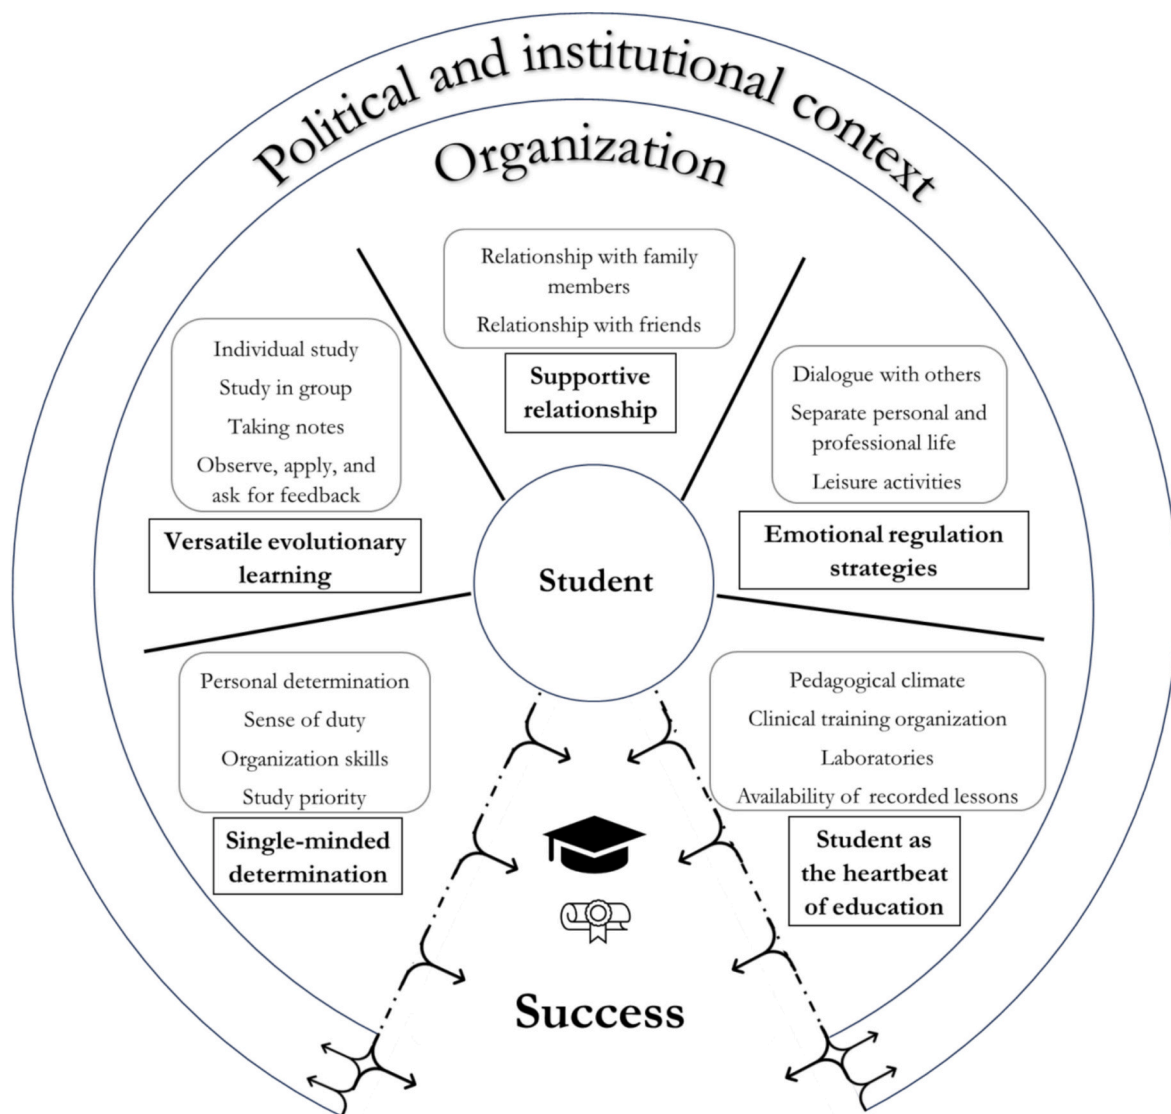 Political and institutional context
Organization
Relationship with family
members
Relationship with friends
Supportive
relationship
Individual study
Study in group
Taking notes
Observe, apply, and
ask for feedback
Versatile evolutionary
learning
Dialogue with others
Separate personal and
professional life
Leisure activities
Emotional regulation
strategies
Student
Personal determination
Sense of duty
Organization skills
Study priority
Single-minded
determination
Pedagogical climate
Clinical training organization
Laboratories
Availability of recorded lessons
Student as
the heartbeat
of education
Success